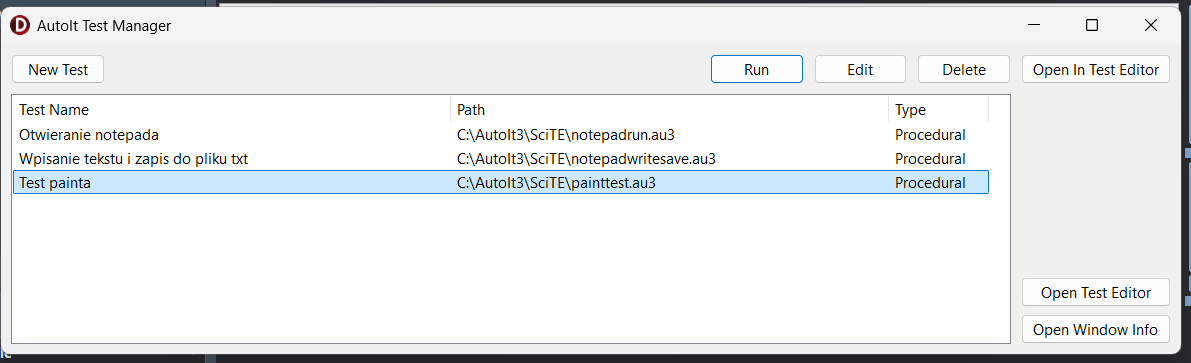 AutoIt Test Manager
New Test Run Edit Delete Open In Test Editor
Test Name Path Type
Otwieranie notepada C:\AutoIt3\SciTE\notepadrun.au3 Procedural
Wpisanie tekstu i zapis do pliku txt C:\AutoIt3\SciTE\notepadwritesave.au3 Procedural
Test painta C:\AutoIt3\SciTE\painttest.au3 Procedural
Open Test Editor
Open Window Info